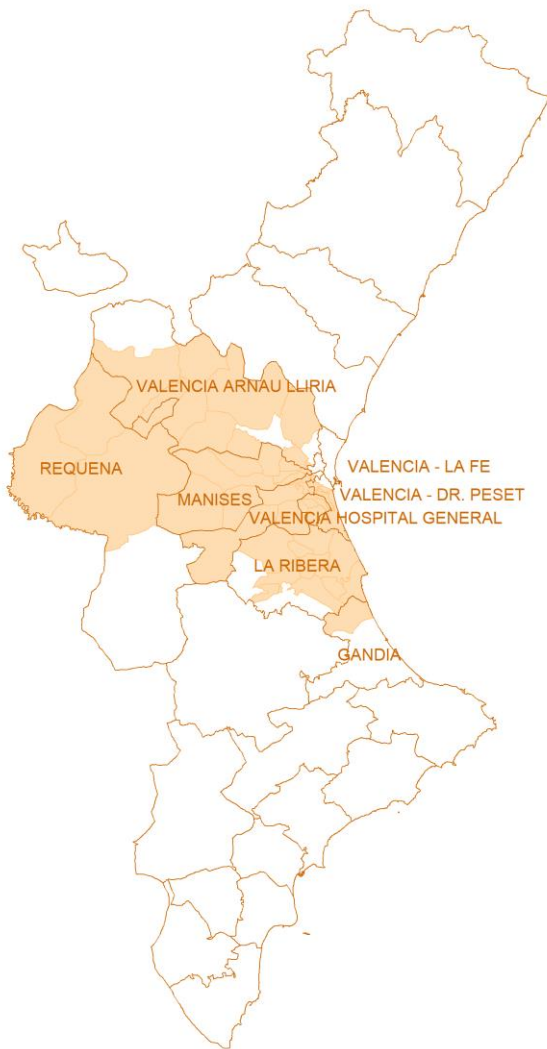 VALENCIA ARNAU LLIRIA
REQUENA
VALENCIA - LA FE
MANISES
VALENCIA - DR. PESET
VALENCIA HOSPITAL GENERAL
LA RIBERA
GANDIA